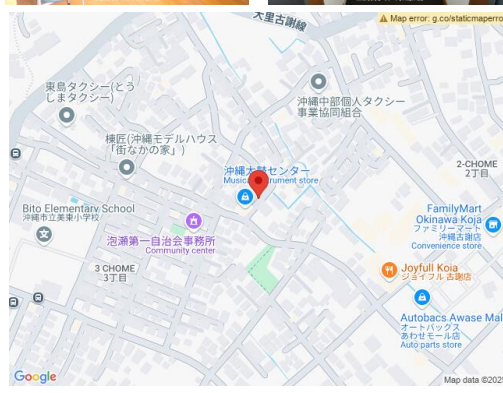 大里古謝線
Map error: g.co/staticmaperro
東島タクシー(とう
しまタクシー)
沖縄中部個人タクシー
事業協同組合
棟匠(沖縄モデルハウス
「街なかの家」)
2-CHOME
2丁目
沖縄太鼓センター
Musical instrument store
Bito Elementary School
沖縄市立美東小学校
文
泡瀬第一自治会事務所
Community center
FamilyMart
Okinawa Koja
ファミリーマート
沖縄古謝店
Convenience store
3 CHOME
3丁目
Joyfull Koja
ジョイフル 古謝店
Autobacs Awase Mal
オートバックス
あわせモール店
Auto parts store
Google
Map data ©2025